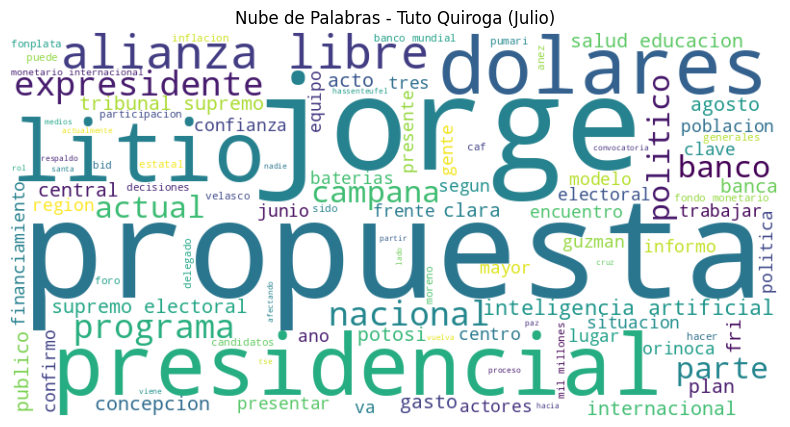 Nube de Palabras - Tuto Quiroga (Julio)
fonplata
inflacion
banco mundial
pumari
anez
salud educacion
puede
alianza
libre
dolares
monetario internacional
expresidente
acto
tres
hassenteufel
equipo
jorge
presente
gente
politico
agosto
tribunal supremo
participacion
confianza
poblacion
medios
actualmente
litio
caf
convocatoria
generales
clave
respaldo
bid
estatal
nadie
baterias
segun
modelo
banco
rol
santa
central
decisiones
velasco
campana
electoral
banca
fondo monetario
financiamiento
region
actual
junio
sido
frente
clara
encuentro
trabajar
propuesta
foro
delegado
afectando
partir
lado
moreno
mayor
guzman
informo
politica
cruz
supremo electoral
nacional
inteligencia artificial
programa
candidatos
tse
ano
potosi
paz
vuelva
centro
situacion
lugar
hacer
orinoca
fri
publico
confirmo
presidencial
proceso
mil millones
parte
viene
hacia
plan
concepcion
presentar
va
gasto
actores
internacional